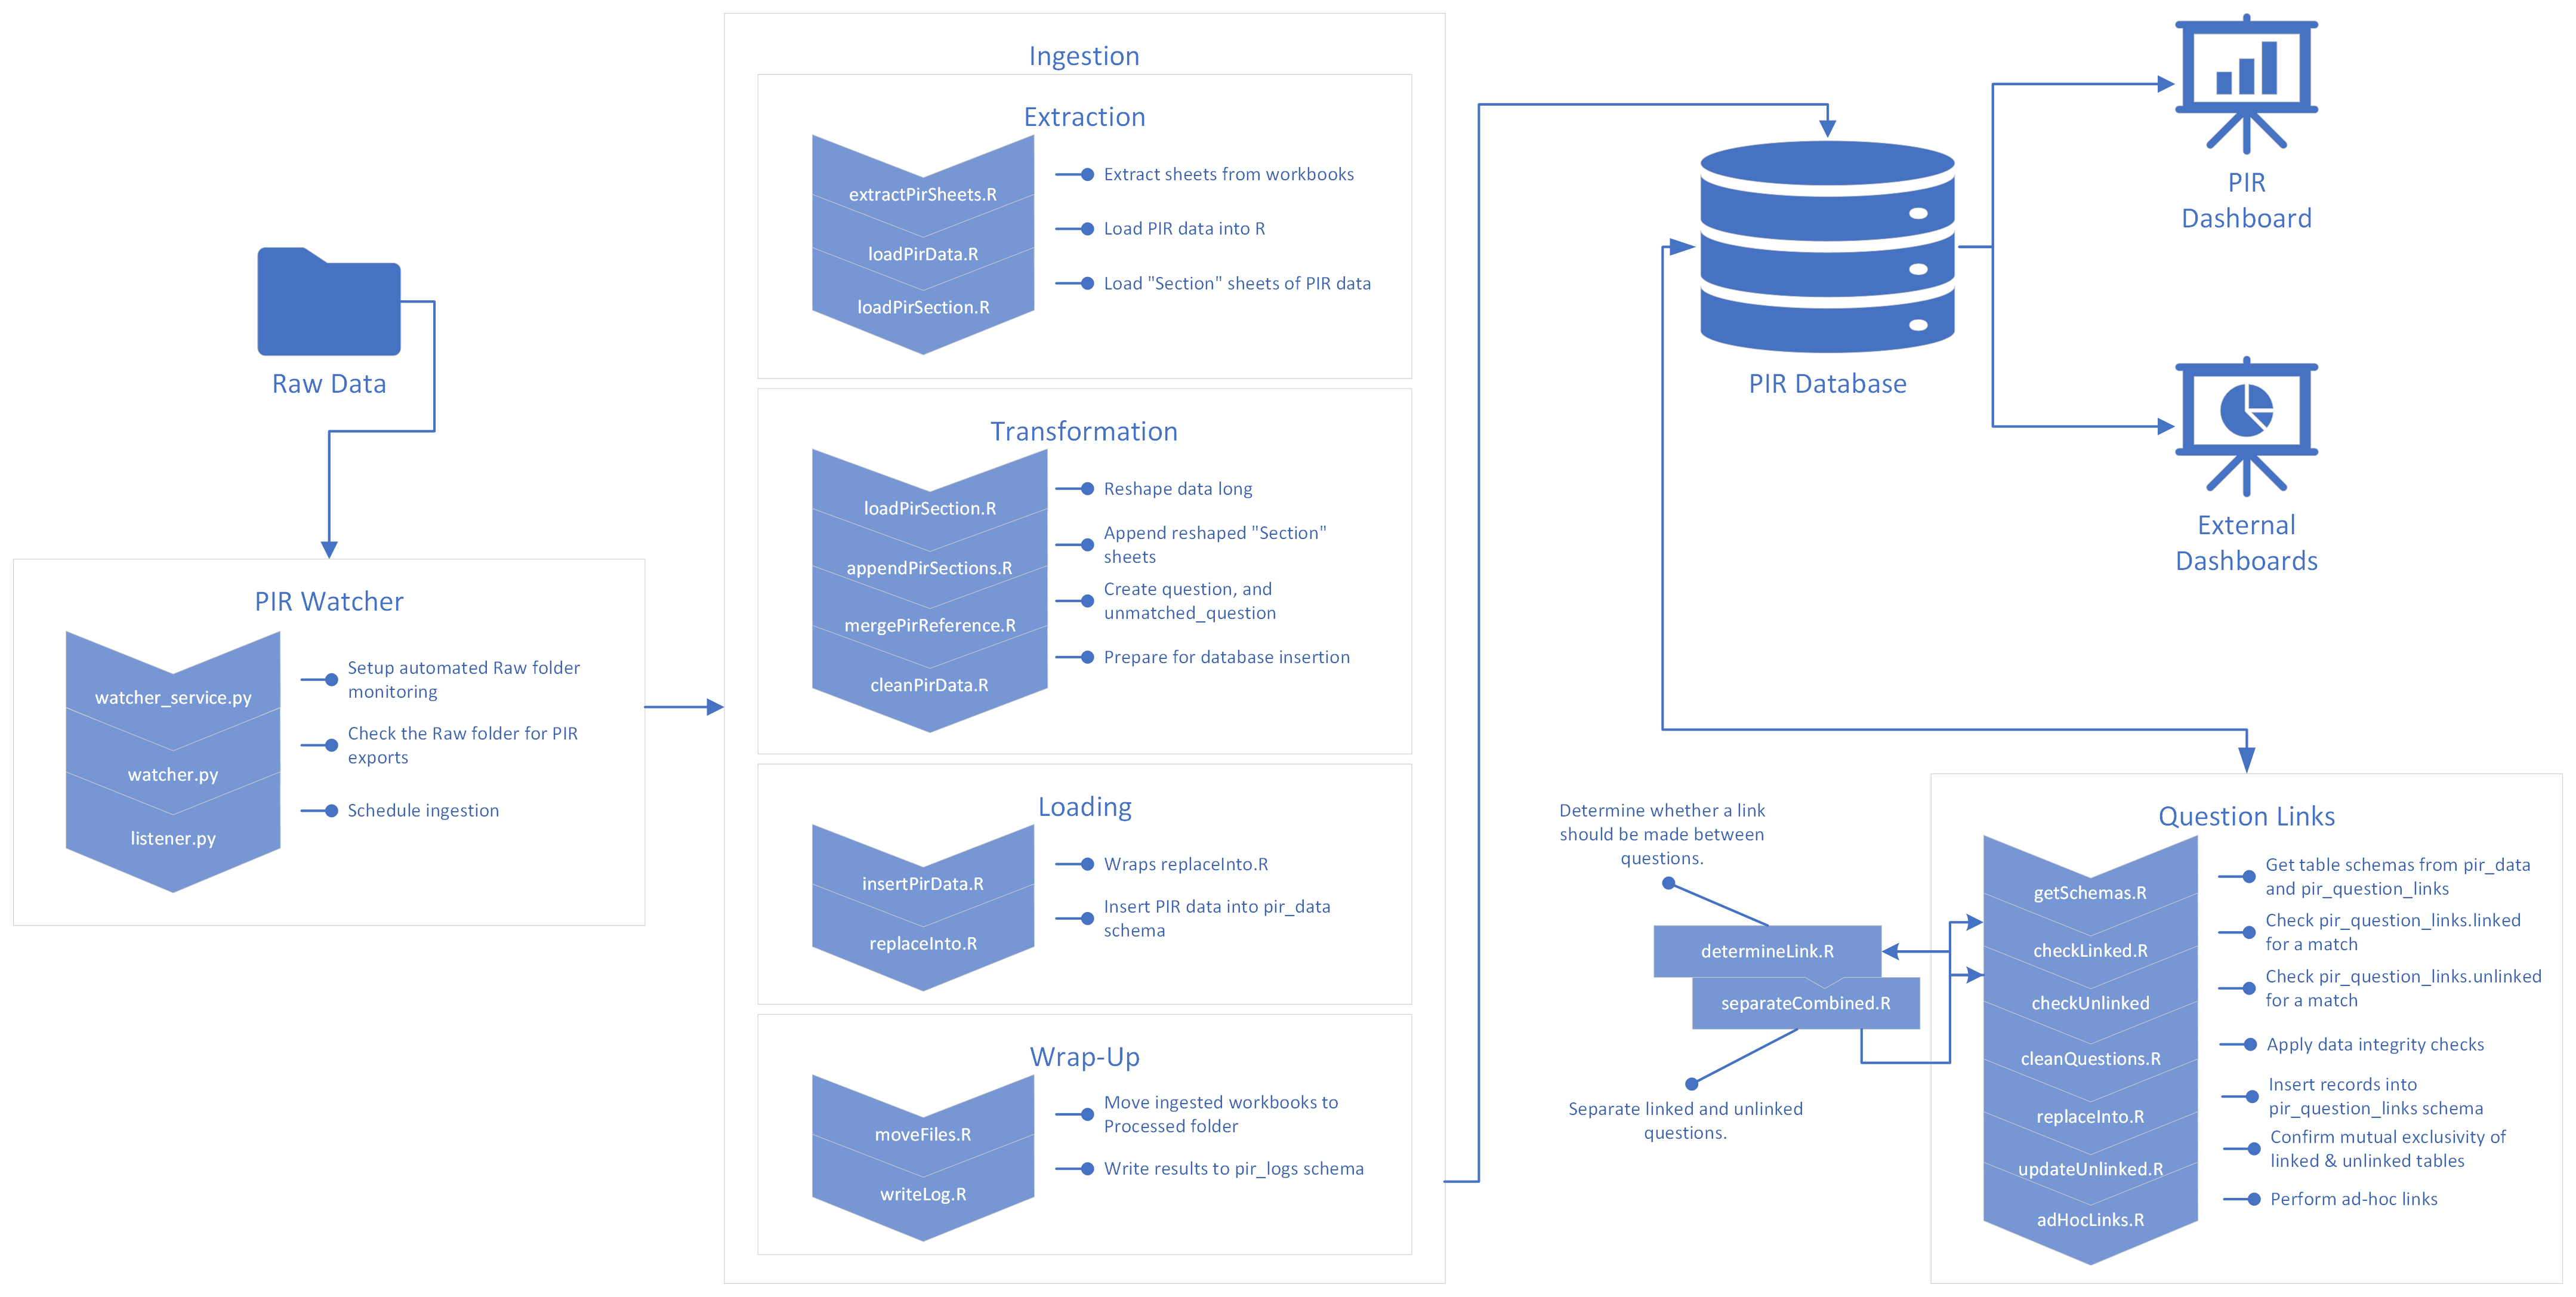 Raw Data
PIR Watcher
watcher_service.py
watcher.py
listener.py
Setup automated Raw folder
monitoring
Check the Raw folder for PIR
exports
Schedule ingestion
Ingestion
Extraction
extractPirSheets.R
loadPirData.R
loadPirSection.R
Extract sheets from workbooks
Load PIR data into R
Load "Section" sheets of PIR data
Transformation
loadPirSection.R
appendPirSections.R
mergePirReference.R
cleanPirData.R
Reshape data long
Append reshaped "Section"
sheets
Create question, and
unmatched_question
Prepare for database insertion
Loading
insertPirData.R
replaceInto.R
Wraps replaceInto.R
Insert PIR data into pir_data
schema
Wrap-Up
moveFiles.R
writeLog.R
Move ingested workbooks to
Processed folder
Write results to pir_logs schema
PIR Database
PIR
Dashboard
External
Dashboards
Determine whether a link
should be made between
questions.
determineLink.R
separateCombined.R
Separate linked and unlinked
questions.
Question Links
getSchemas.R
checkLinked.R
checkUnlinked
cleanQuestions.R
replaceInto.R
updateUnlinked.R
adHocLinks.R
Get table schemas from pir_data
and pir_question_links
Check pir_question_links.linked
for a match
Check pir_question_links.unlinked
for a match
Apply data integrity checks
Insert records into
pir_question_links schema
Confirm mutual exclusivity of
linked & unlinked tables
Perform ad-hoc links